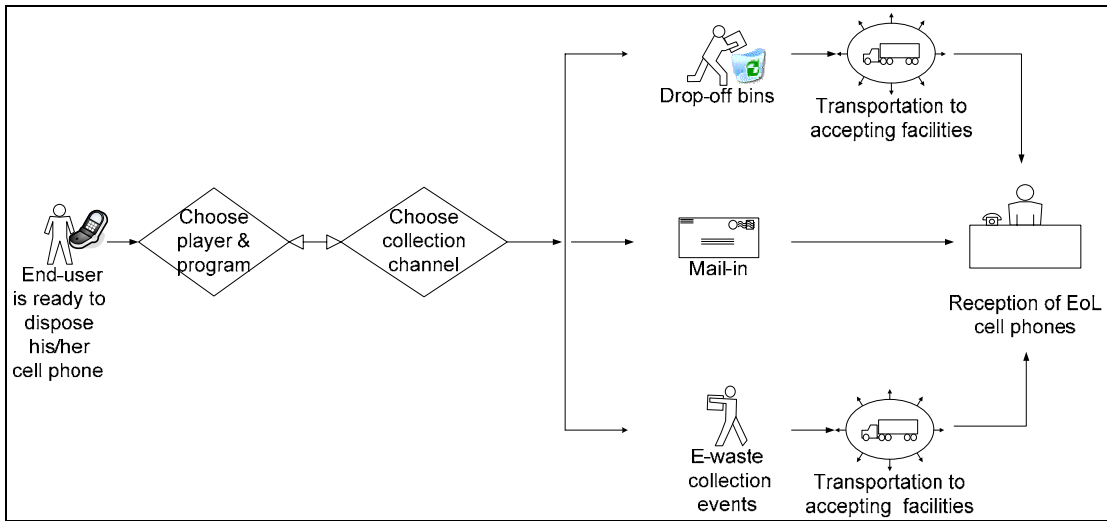 End-user
is ready to
dispose
his/her
cell phone
Choose
player &
program
Choose
collection
channel
Drop-off bins
Transportation to
accepting facilities
Mail-in
Reception of EoL
cell phones
E-waste
collection
events
Transportation to
accepting facilities